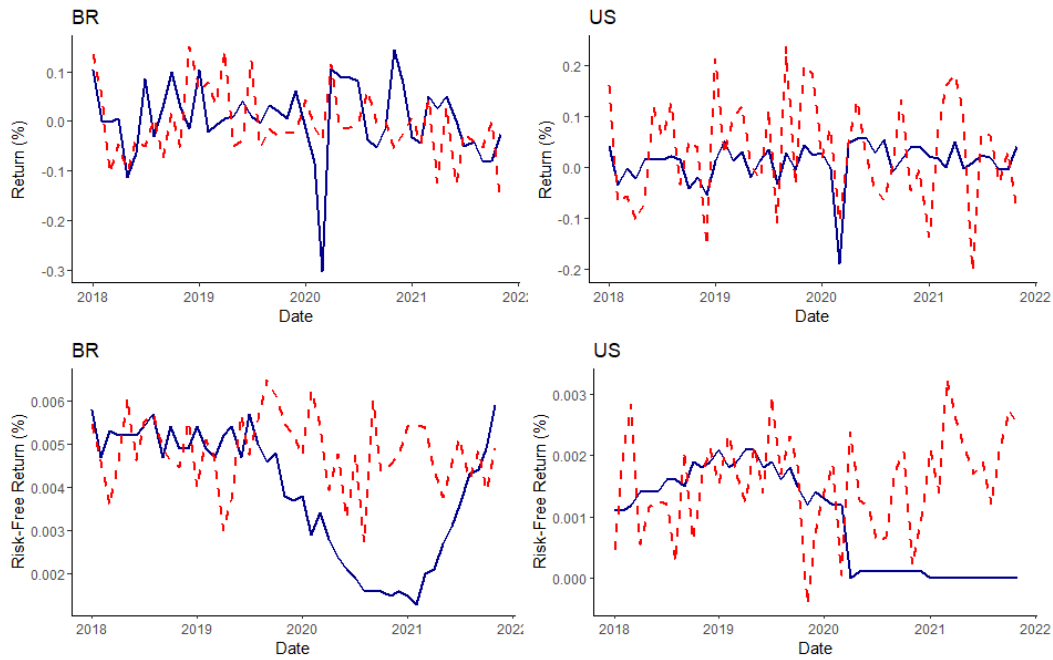 BR
Return (%)
0.1
0.0
-0.1
-0.2
-0.3
2018 2019 2020 2021 2022
Date
US
Return (%)
0.2
0.1
0.0
-0.1
-0.2
2018 2019 2020 2021 2022
Date
BR
Risk-Free Return (%)
0.006
0.005
0.004
0.003
0.002
2018 2019 2020 2021 2022
Date
US
Risk-Free Return (%)
0.003
0.002
0.001
0.000
2018 2019 2020 2021 2022
Date